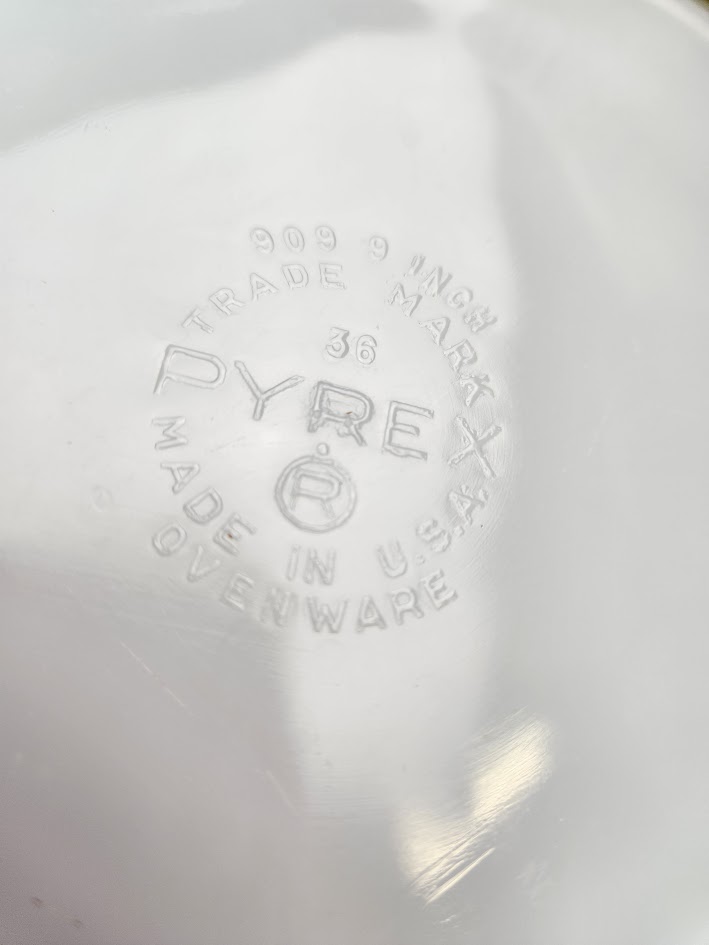 909 9 INCH
TRADE MARK
36
PYREX
®
MADE IN U.S.A.
OVENWARE